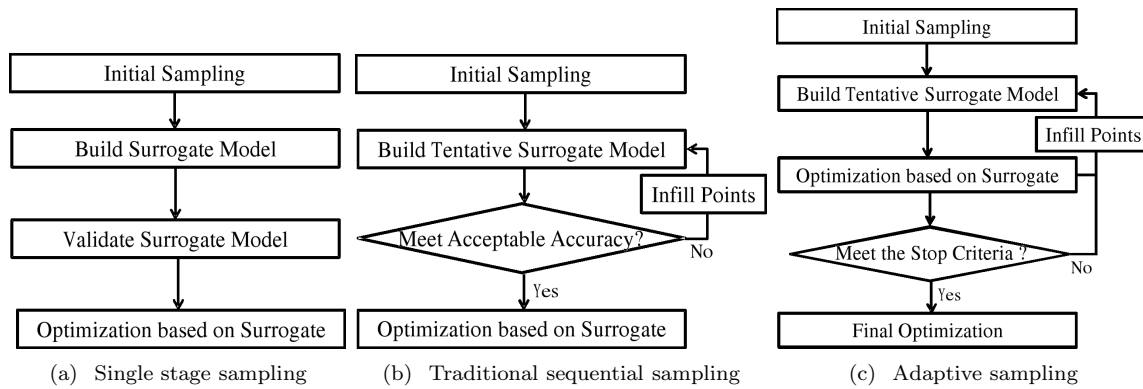 Initial Sampling
Build Surrogate Model
Validate Surrogate Model
Optimization based on Surrogate
(a) Single stage sampling
Initial Sampling
Build Tentative Surrogate Model
Infill Points
Meet Acceptable Accuracy?
No
Yes
Optimization based on Surrogate
(b) Traditional sequential sampling
Initial Sampling
Build Tentative Surrogate Model
Infill Points
Optimization based on Surrogate
Meet the Stop Criteria ?
No
Yes
Final Optimization
(c) Adaptive sampling